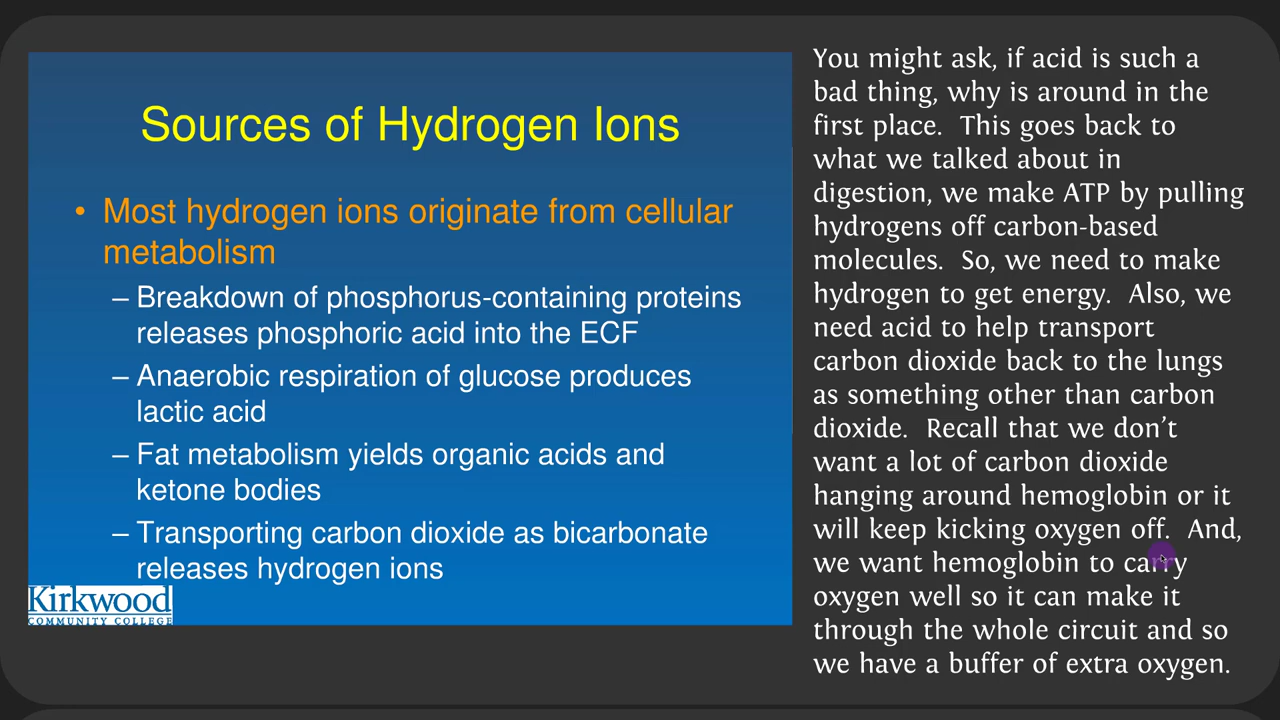 Sources of Hydrogen Ions
• Most hydrogen ions originate from cellular
metabolism
– Breakdown of phosphorus-containing proteins
releases phosphoric acid into the ECF
– Anaerobic respiration of glucose produces
lactic acid
– Fat metabolism yields organic acids and
ketone bodies
– Transporting carbon dioxide as bicarbonate
releases hydrogen ions
Kirkwood
COMMUNITY COLLEGE
You might ask, if acid is such a
bad thing, why is around in the
first place.  This goes back to
what we talked about in
digestion, we make ATP by pulling
hydrogens off carbon-based
molecules.  So, we need to make
hydrogen to get energy.  Also, we
need acid to help transport
carbon dioxide back to the lungs
as something other than carbon
dioxide.  Recall that we don’t
want a lot of carbon dioxide
hanging around hemoglobin or it
will keep kicking oxygen off.  And,
we want hemoglobin to carry
oxygen well so it can make it
through the whole circuit and so
we have a buffer of extra oxygen.